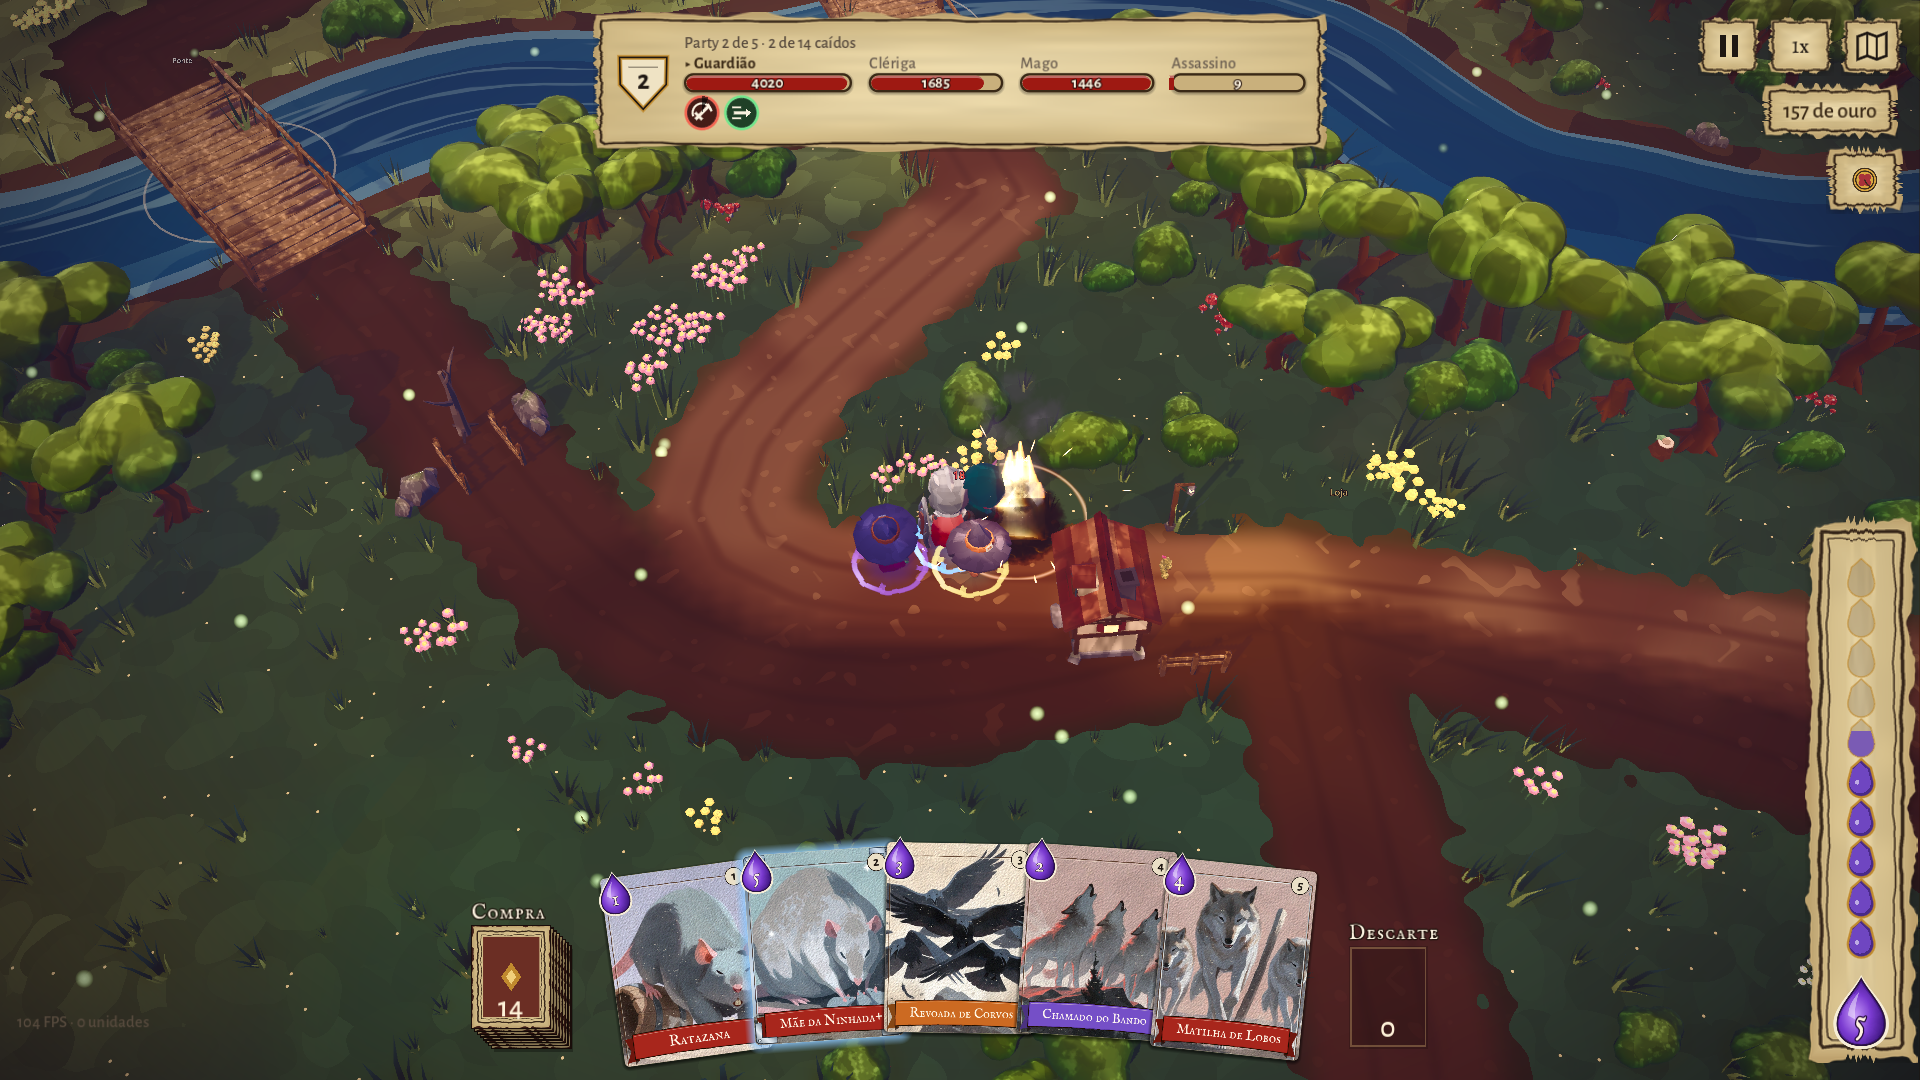 Ponte
Party 2 de 5 · 2 de 14 caídos
2
Guardião
Clériga
Mago
Assassino
4020
1685
1446
9
1x
157 de ouro
Loja
Compra
14
1
1
Ratazana
5
2
Mãe da Ninhada+
3
3
Revoada de Corvos
2
4
Chamado do Bando
4
5
Matilha de Lobos
Descarte
0
5
104 FPS · 0 unidades